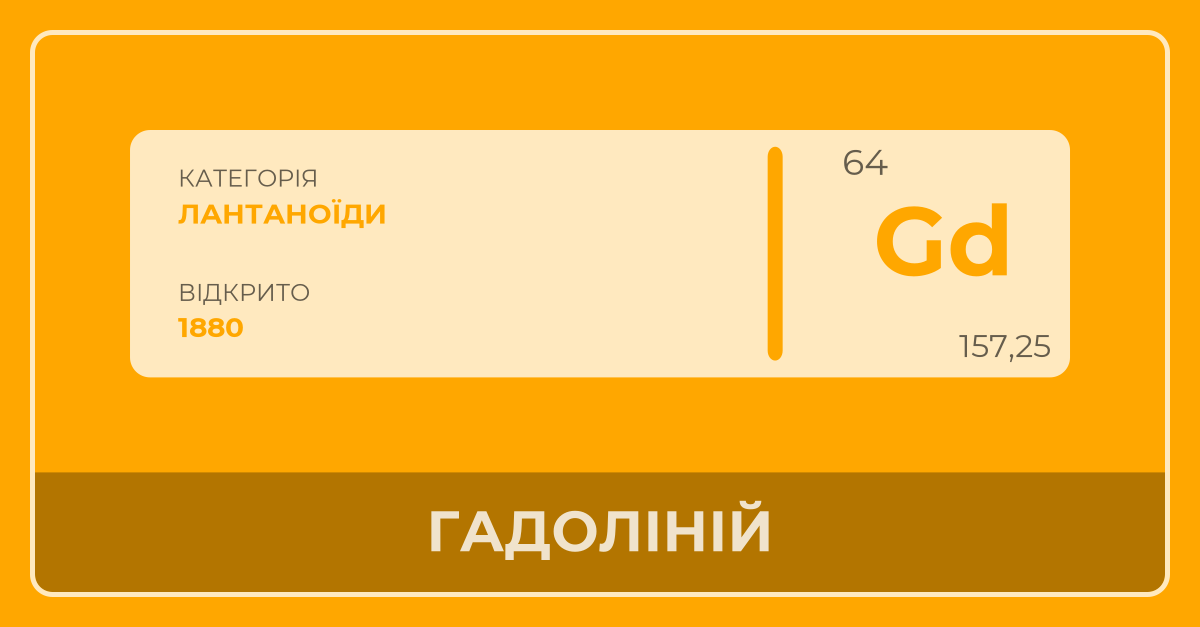 КАТЕГОРІЯ
ЛАНТАНОЇДИ
ВІДКРИТО
1880
64
Gd
157,25
ГАДОЛІНІЙ